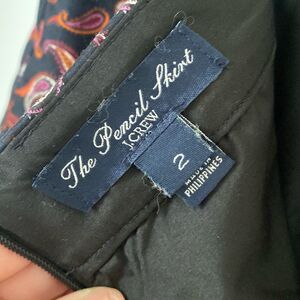 The Pencil Skirt
J.CREW
2
MADE IN
PHILIPPINES